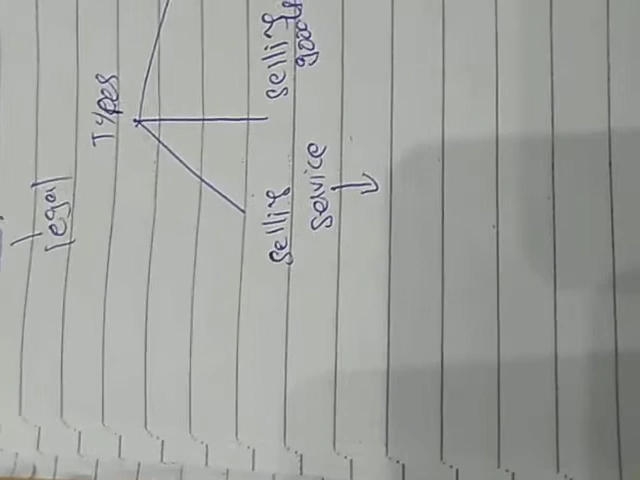 legal
Types
selling
service
selling
goods